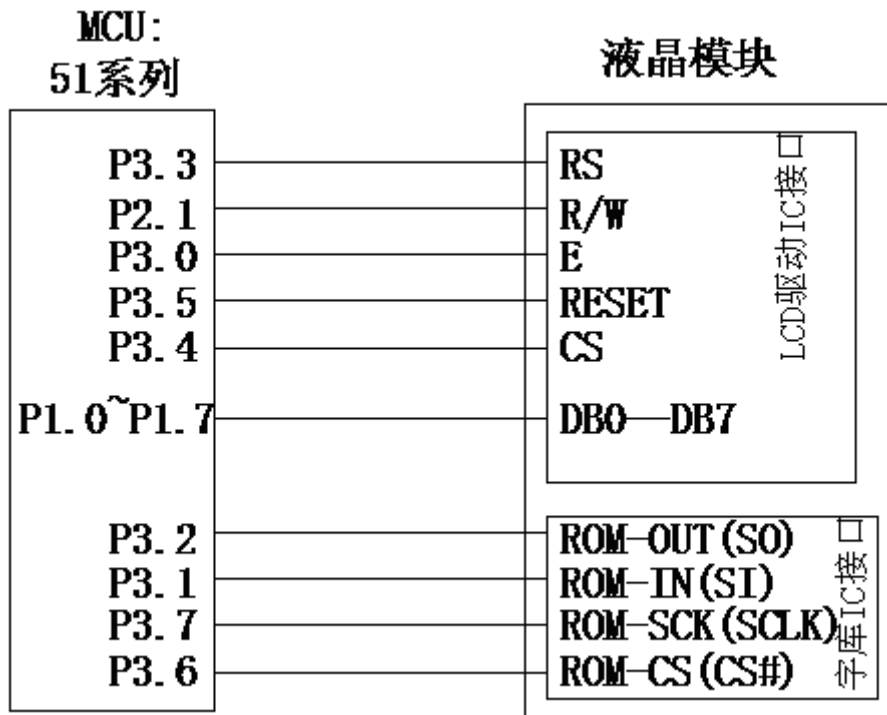 MCU:
51系列
液晶模块
P3.3 RS
P2.1 R/W
P3.0 E
P3.5 RESET
P3.4 CS
P1.0~P1.7 DB0—DB7
LCD驱动IC接口
P3.2 ROM-OUT(SO)
P3.1 ROM-IN(SI)
P3.7 ROM-SCK(SCLK)
P3.6 ROM-CS(CS#)
字库IC接口